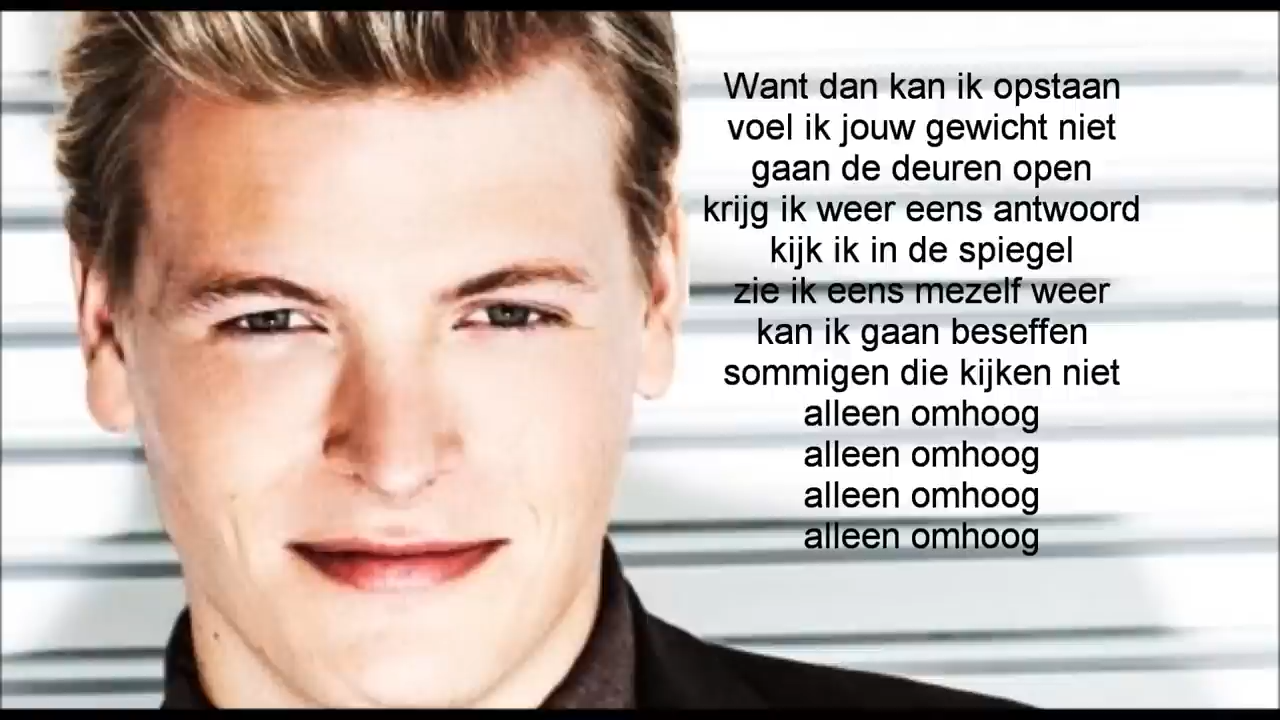 Want dan kan ik opstaan
voel ik jouw gewicht niet
gaan de deuren open
krijg ik weer eens antwoord
kijk ik in de spiegel
zie ik eens mezelf weer
kan ik gaan beseffen
sommigen die kijken niet
alleen omhoog
alleen omhoog
alleen omhoog
alleen omhoog